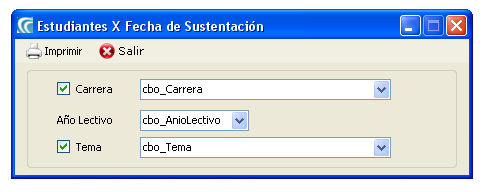 Estudiantes X Fecha de Sustentación
Imprimir Salir
Carrera cbo_Carrera
Año Lectivo cbo_AnioLectivo
Tema cbo_Tema